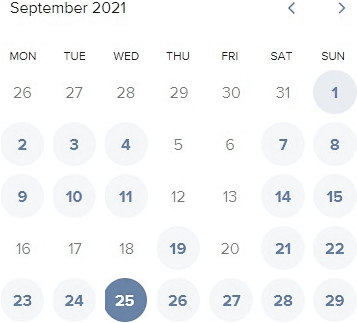 September 2021
MON TUE WED THU FRI SAT SUN
26 27 28 29 30 31 1
2 3 4 5 6 7 8
9 10 11 12 13 14 15
16 17 18 19 20 21 22
23 24 25 26 27 28 29